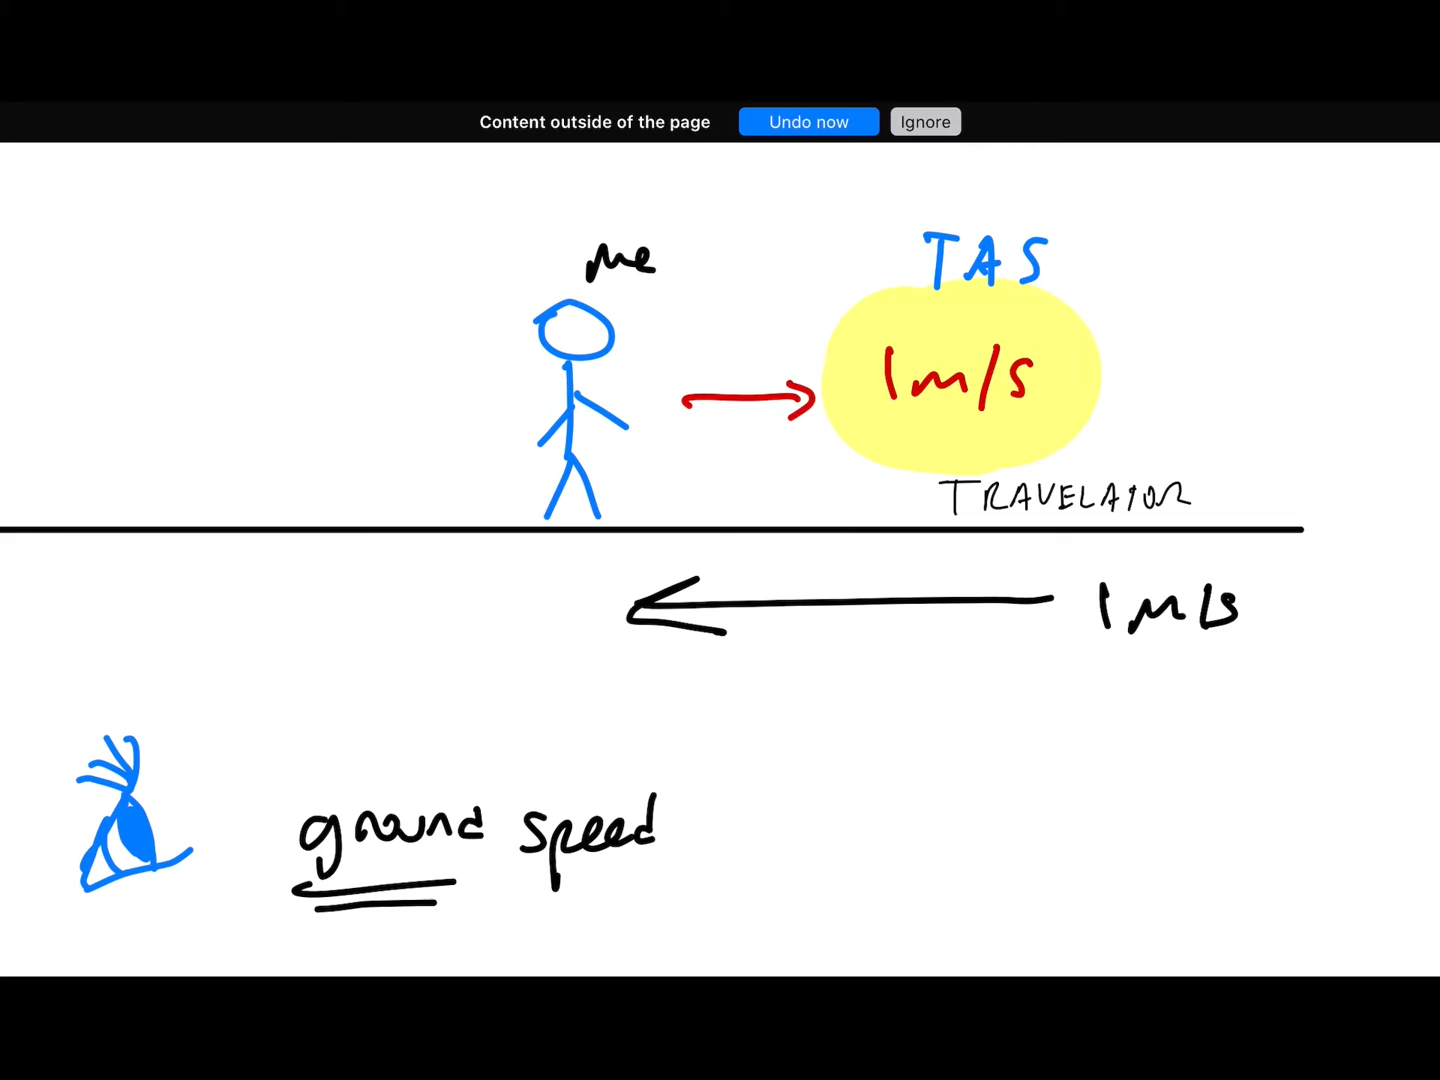 Content outside of the page Undo now Ignore
me
TAS
1m/s
TRAVELATOR
1m/s
ground speed